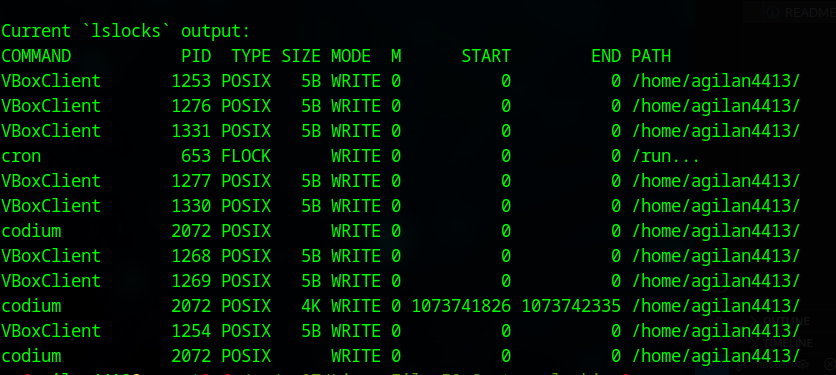 Current `lslocks` output:
COMMAND PID TYPE SIZE MODE M START END PATH
VBoxClient 1253 POSIX 5B WRITE 0 0 0 /home/agilan4413/
VBoxClient 1276 POSIX 5B WRITE 0 0 0 /home/agilan4413/
VBoxClient 1331 POSIX 5B WRITE 0 0 0 /home/agilan4413/
cron 653 FLOCK WRITE 0 0 0 /run...
VBoxClient 1277 POSIX 5B WRITE 0 0 0 /home/agilan4413/
VBoxClient 1330 POSIX 5B WRITE 0 0 0 /home/agilan4413/
codium 2072 POSIX WRITE 0 0 0 /home/agilan4413/
VBoxClient 1268 POSIX 5B WRITE 0 0 0 /home/agilan4413/
VBoxClient 1269 POSIX 5B WRITE 0 0 0 /home/agilan4413/
codium 2072 POSIX 4K WRITE 0 1073741826 1073742335 /home/agilan4413/
VBoxClient 1254 POSIX 5B WRITE 0 0 0 /home/agilan4413/
codium 2072 POSIX WRITE 0 0 0 /home/agilan4413/
README
OUTLINE
TIMELINE